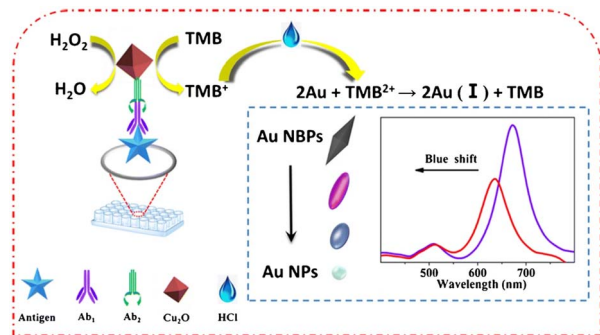 H₂O₂
TMB
H₂O
TMB⁺
2Au + TMB²⁺ → 2Au ( I ) + TMB
Au NBPs
Au NPs
Blue shift
500 600 700
Wavelength (nm)
Antigen Ab₁ Ab₂ Cu₂O HCl